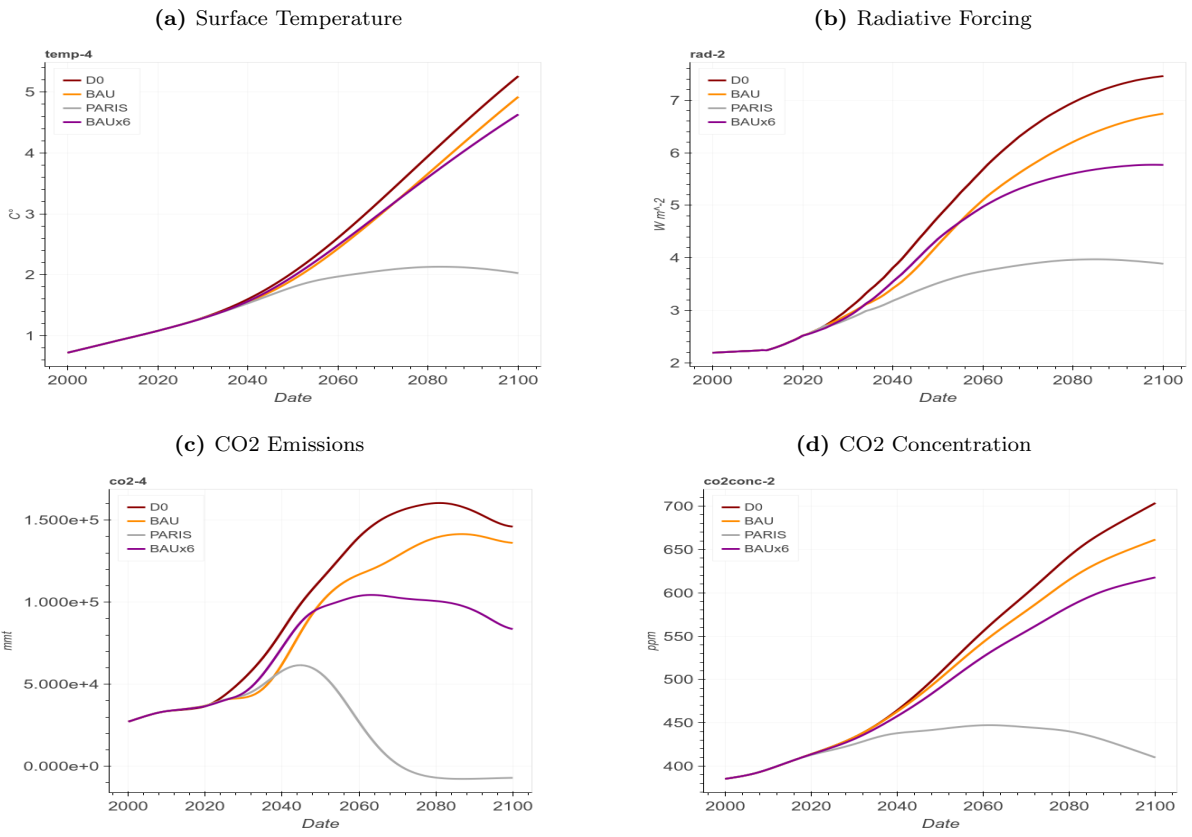 (a) Surface Temperature
temp-4
D0
BAU
PARIS
BAUx6
5
4
3
2
1
C°
2000 2020 2040 2060 2080 2100
Date
(b) Radiative Forcing
rad-2
D0
BAU
PARIS
BAUx6
7
6
5
4
3
2
W m^-2
2000 2020 2040 2060 2080 2100
Date
(c) CO2 Emissions
co2-4
D0
BAU
PARIS
BAUx6
1.500e+5
1.000e+5
5.000e+4
0.000e+0
mmt
2000 2020 2040 2060 2080 2100
Date
(d) CO2 Concentration
co2conc-2
D0
BAU
PARIS
BAUx6
700
650
600
550
500
450
400
ppm
2000 2020 2040 2060 2080 2100
Date